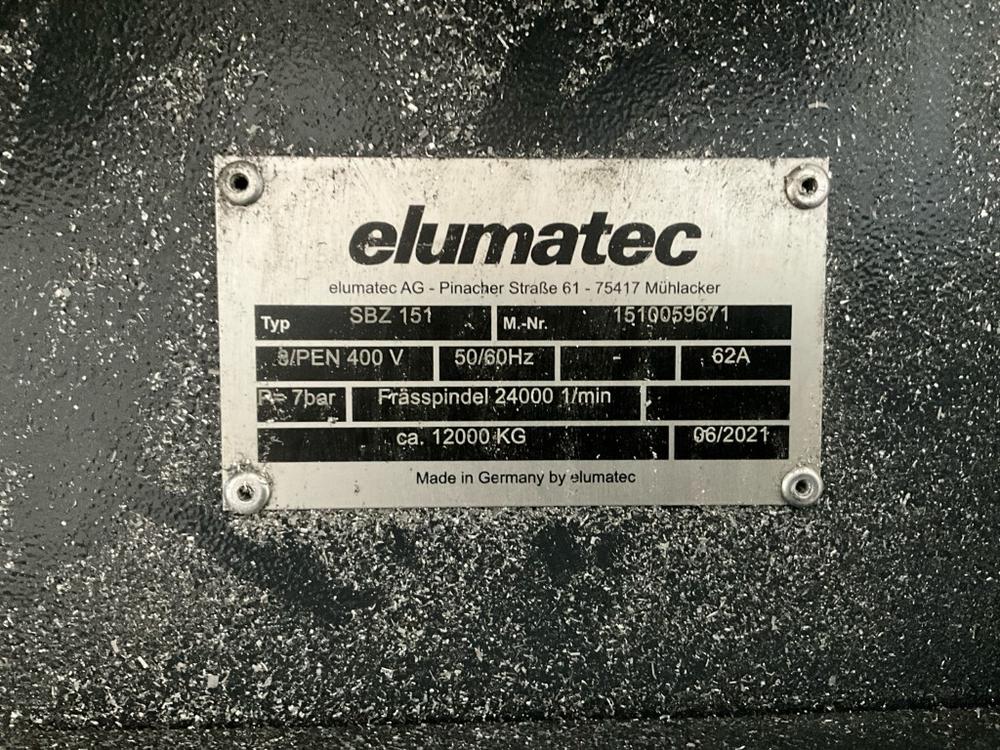 elumatec
elumatec AG - Pinacher Straße 61 - 75417 Mühlacker
Typ SBZ 151 M.-Nr. 1510059671
3/PEN 400 V 50/60Hz - 62A
P= 7bar Frässpindel 24000 1/min
ca. 12000 KG 06/2021
Made in Germany by elumatec